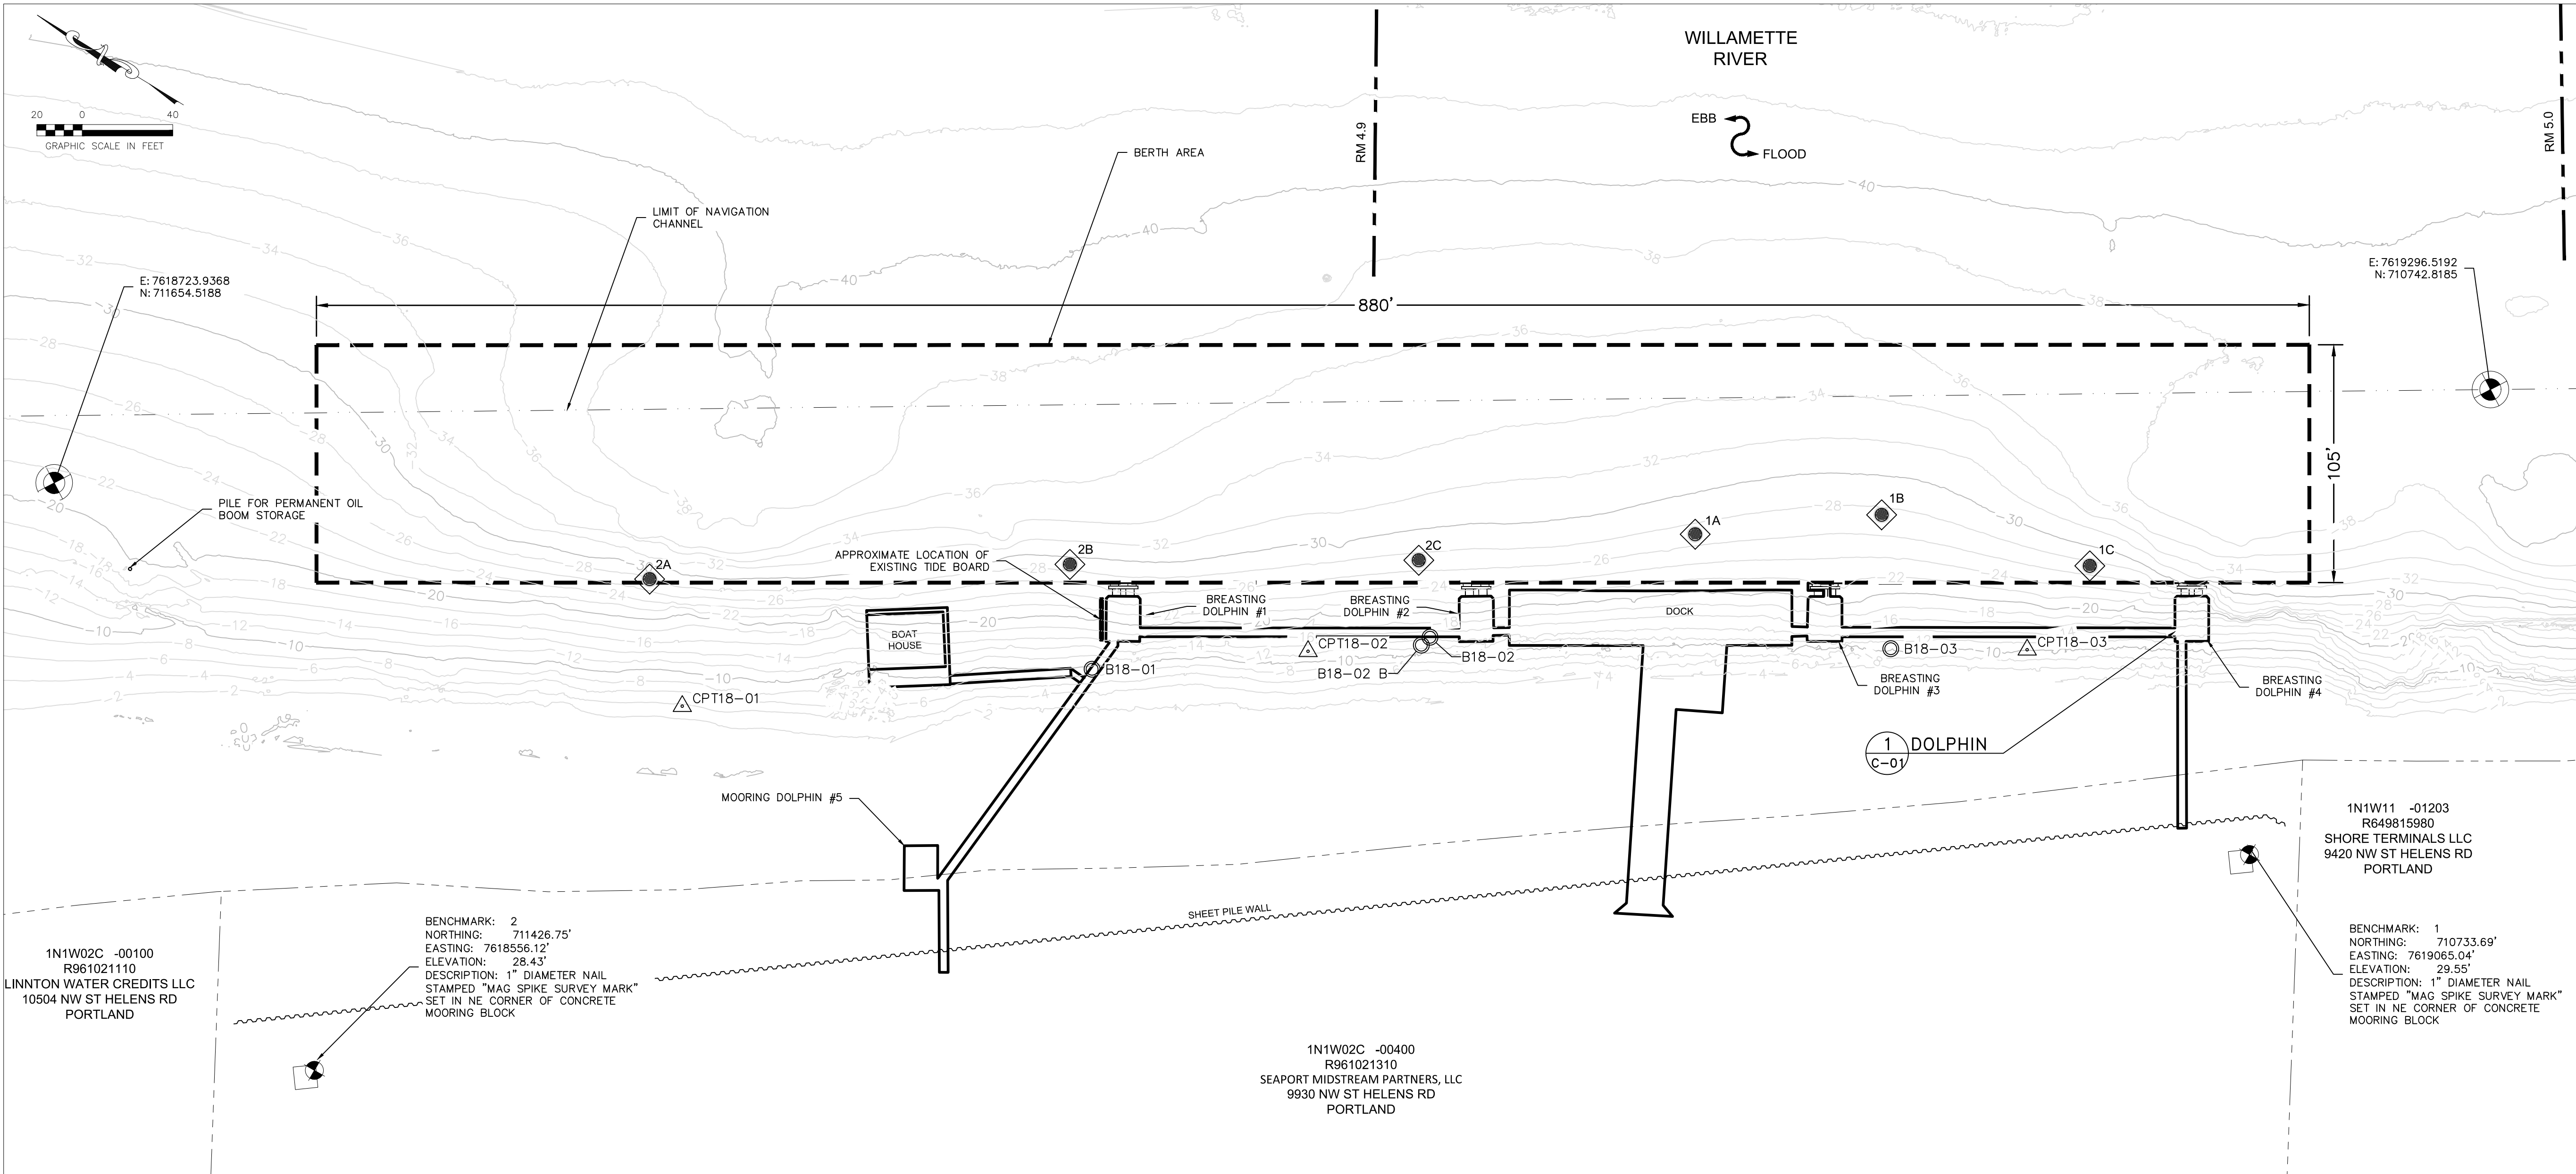 WILLAMETTE
RIVER
20 0 40
GRAPHIC SCALE IN FEET
RM 4.9
RM 5.0
EBB
FLOOD
BERTH AREA
LIMIT OF NAVIGATION
CHANNEL
E: 7618723.9368
N: 711654.5188
E: 7619296.5192
N: 710742.8185
880'
105'
PILE FOR PERMANENT OIL
BOOM STORAGE
APPROXIMATE LOCATION OF
EXISTING TIDE BOARD
2A
2B
2C
1A
1B
1C
BREASTING
DOLPHIN #1
BREASTING
DOLPHIN #2
DOCK
BOAT
HOUSE
CPT18-01
B18-01
CPT18-02
B18-02
B18-02 B
B18-03
CPT18-03
BREASTING
DOLPHIN #3
BREASTING
DOLPHIN #4
1
C-01
DOLPHIN
MOORING DOLPHIN #5
SHEET PILE WALL
1N1W11 -01203
R649815980
SHORE TERMINALS LLC
9420 NW ST HELENS RD
PORTLAND
1N1W02C -00100
R961021110
LINNTON WATER CREDITS LLC
10504 NW ST HELENS RD
PORTLAND
BENCHMARK: 2
NORTHING: 711426.75'
EASTING: 7618556.12'
ELEVATION: 28.43'
DESCRIPTION: 1" DIAMETER NAIL
STAMPED "MAG SPIKE SURVEY MARK"
SET IN NE CORNER OF CONCRETE
MOORING BLOCK
BENCHMARK: 1
NORTHING: 710733.69'
EASTING: 7619065.04'
ELEVATION: 29.55'
DESCRIPTION: 1" DIAMETER NAIL
STAMPED "MAG SPIKE SURVEY MARK"
SET IN NE CORNER OF CONCRETE
MOORING BLOCK
1N1W02C -00400
R961021310
SEAPORT MIDSTREAM PARTNERS, LLC
9930 NW ST HELENS RD
PORTLAND